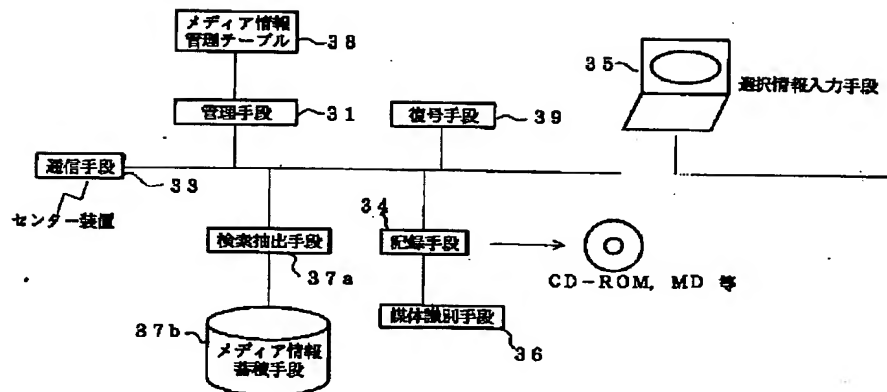 メディア情報
管理テーブル
38
35
選択情報入力手段
管理手段
31
復号手段
39
通信手段
33
センター装置
34
検索抽出手段
37a
記録手段
CD-ROM, MD 等
37b
メディア情報
蓄積手段
媒体識別手段
36